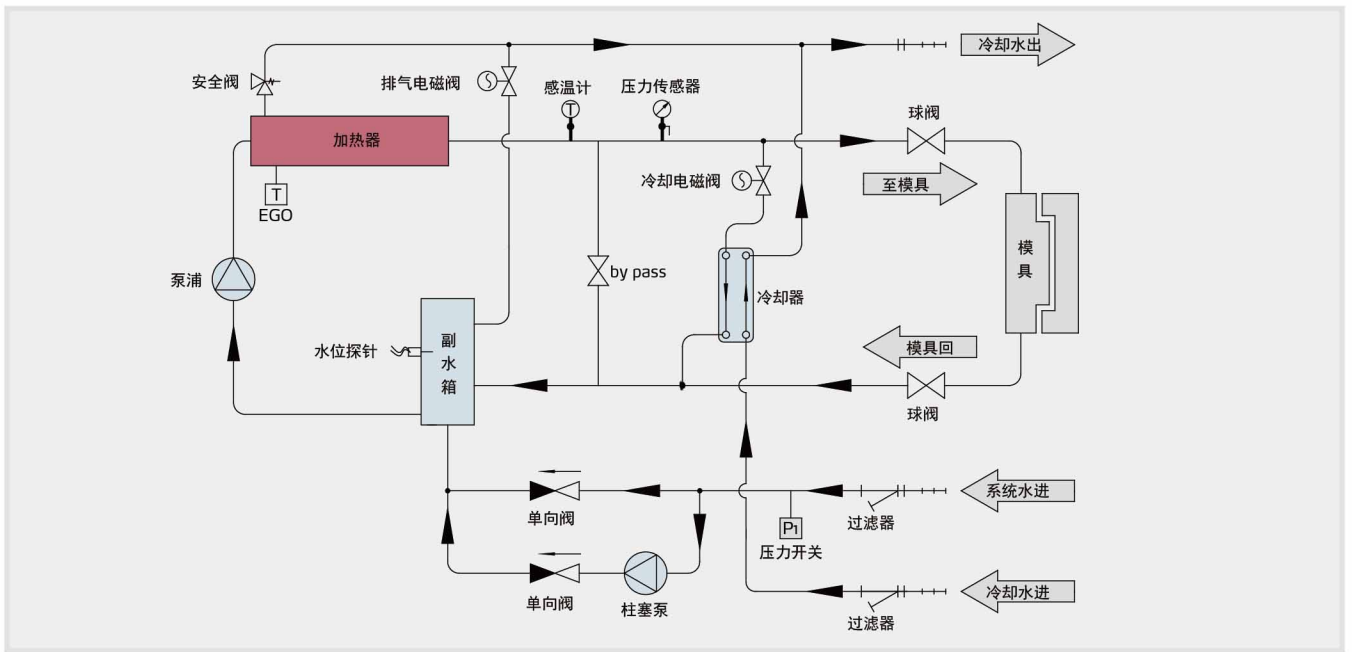 冷却水出
安全阀
排气电磁阀
感温计
压力传感器
T
球阀
加热器
冷却电磁阀
至模具
T
EGO
模具
泵浦
by pass
冷却器
副水箱
水位探针
模具回
球阀
系统水进
单向阀
P1
过滤器
压力开关
冷却水进
单向阀
柱塞泵
过滤器